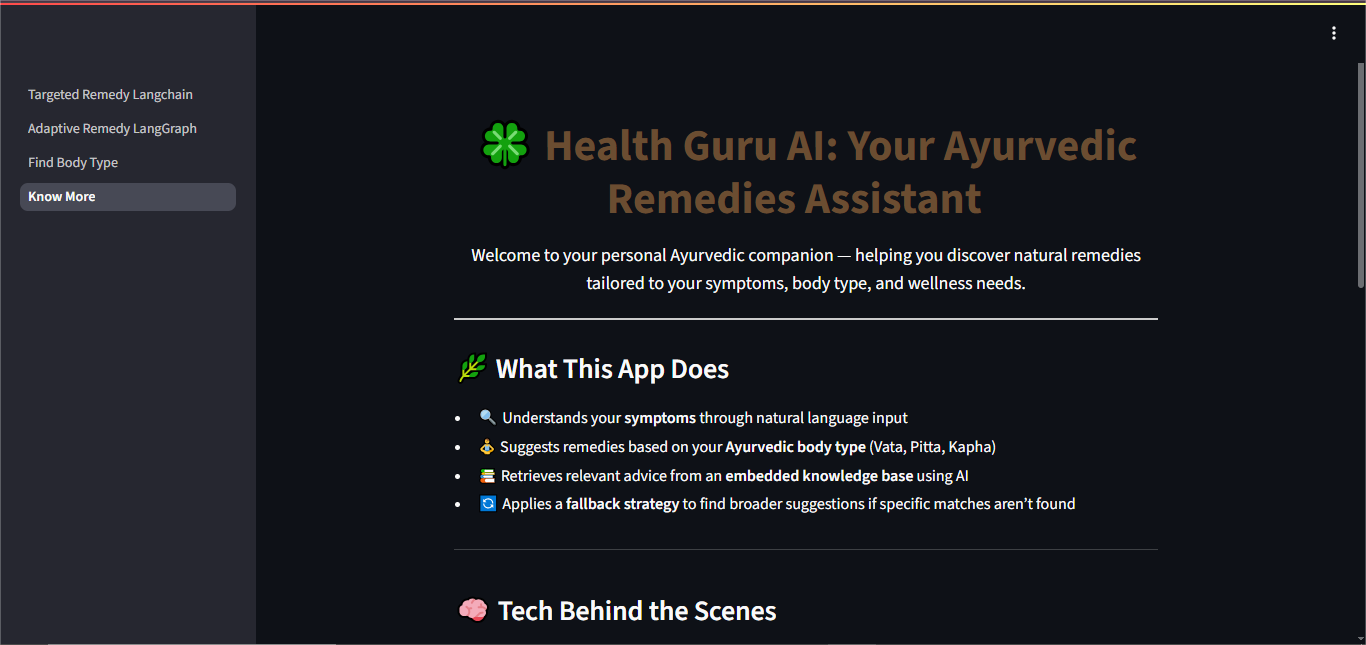 Targeted Remedy Langchain
Adaptive Remedy LangGraph
Find Body Type
Know More
🍀 Health Guru AI: Your Ayurvedic
Remedies Assistant
Welcome to your personal Ayurvedic companion — helping you discover natural remedies
tailored to your symptoms, body type, and wellness needs.
🌿 What This App Does
• 🔍 Understands your symptoms through natural language input
• 🧘 Suggests remedies based on your Ayurvedic body type (Vata, Pitta, Kapha)
• 📚 Retrieves relevant advice from an embedded knowledge base using AI
• 🔄 Applies a fallback strategy to find broader suggestions if specific matches aren’t found
🧠 Tech Behind the Scenes